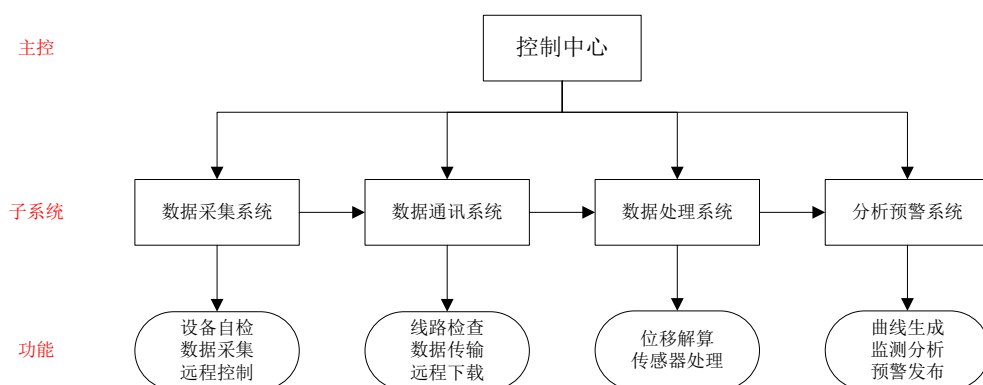 主控
控制中心
子系统
数据采集系统
数据通讯系统
数据处理系统
分析预警系统
功能
设备自检
数据采集
远程控制
线路检查
数据传输
远程下载
位移解算
传感器处理
曲线生成
监测分析
预警发布